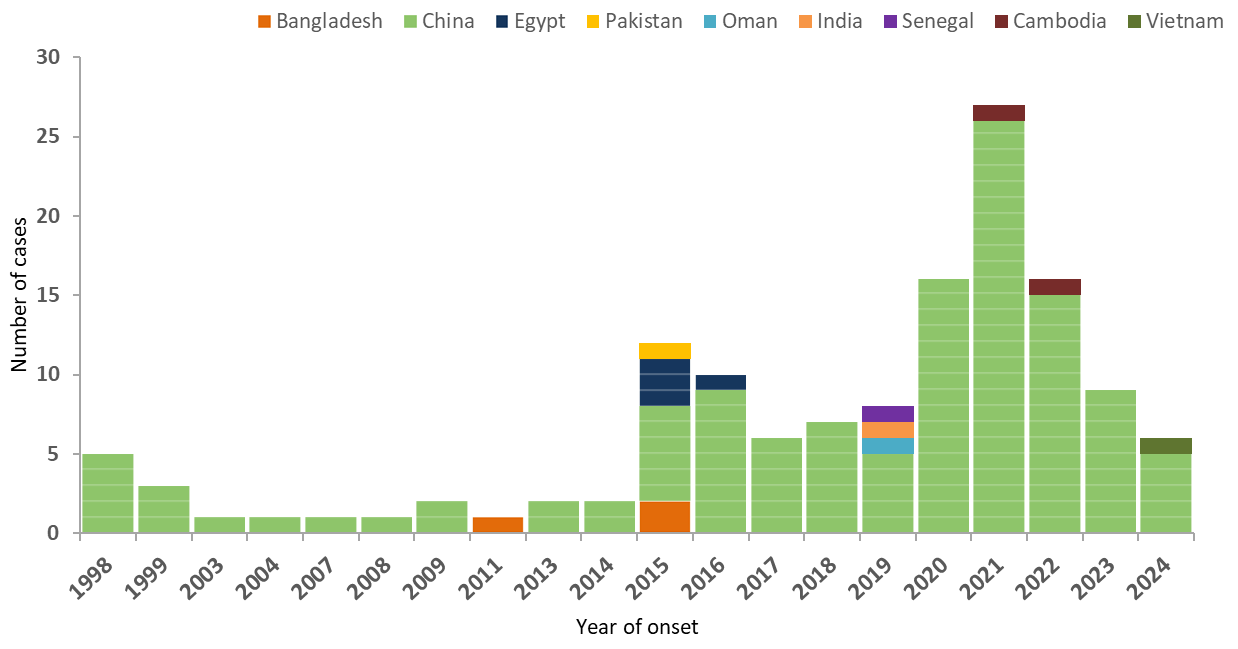 Bangladesh China Egypt Pakistan Oman India Senegal Cambodia Vietnam
30
25
20
15
10
5
0
Number of cases
1998 1999 2003 2004 2007 2008 2009 2011 2013 2014 2015 2016 2017 2018 2019 2020 2021 2022 2023 2024
Year of onset